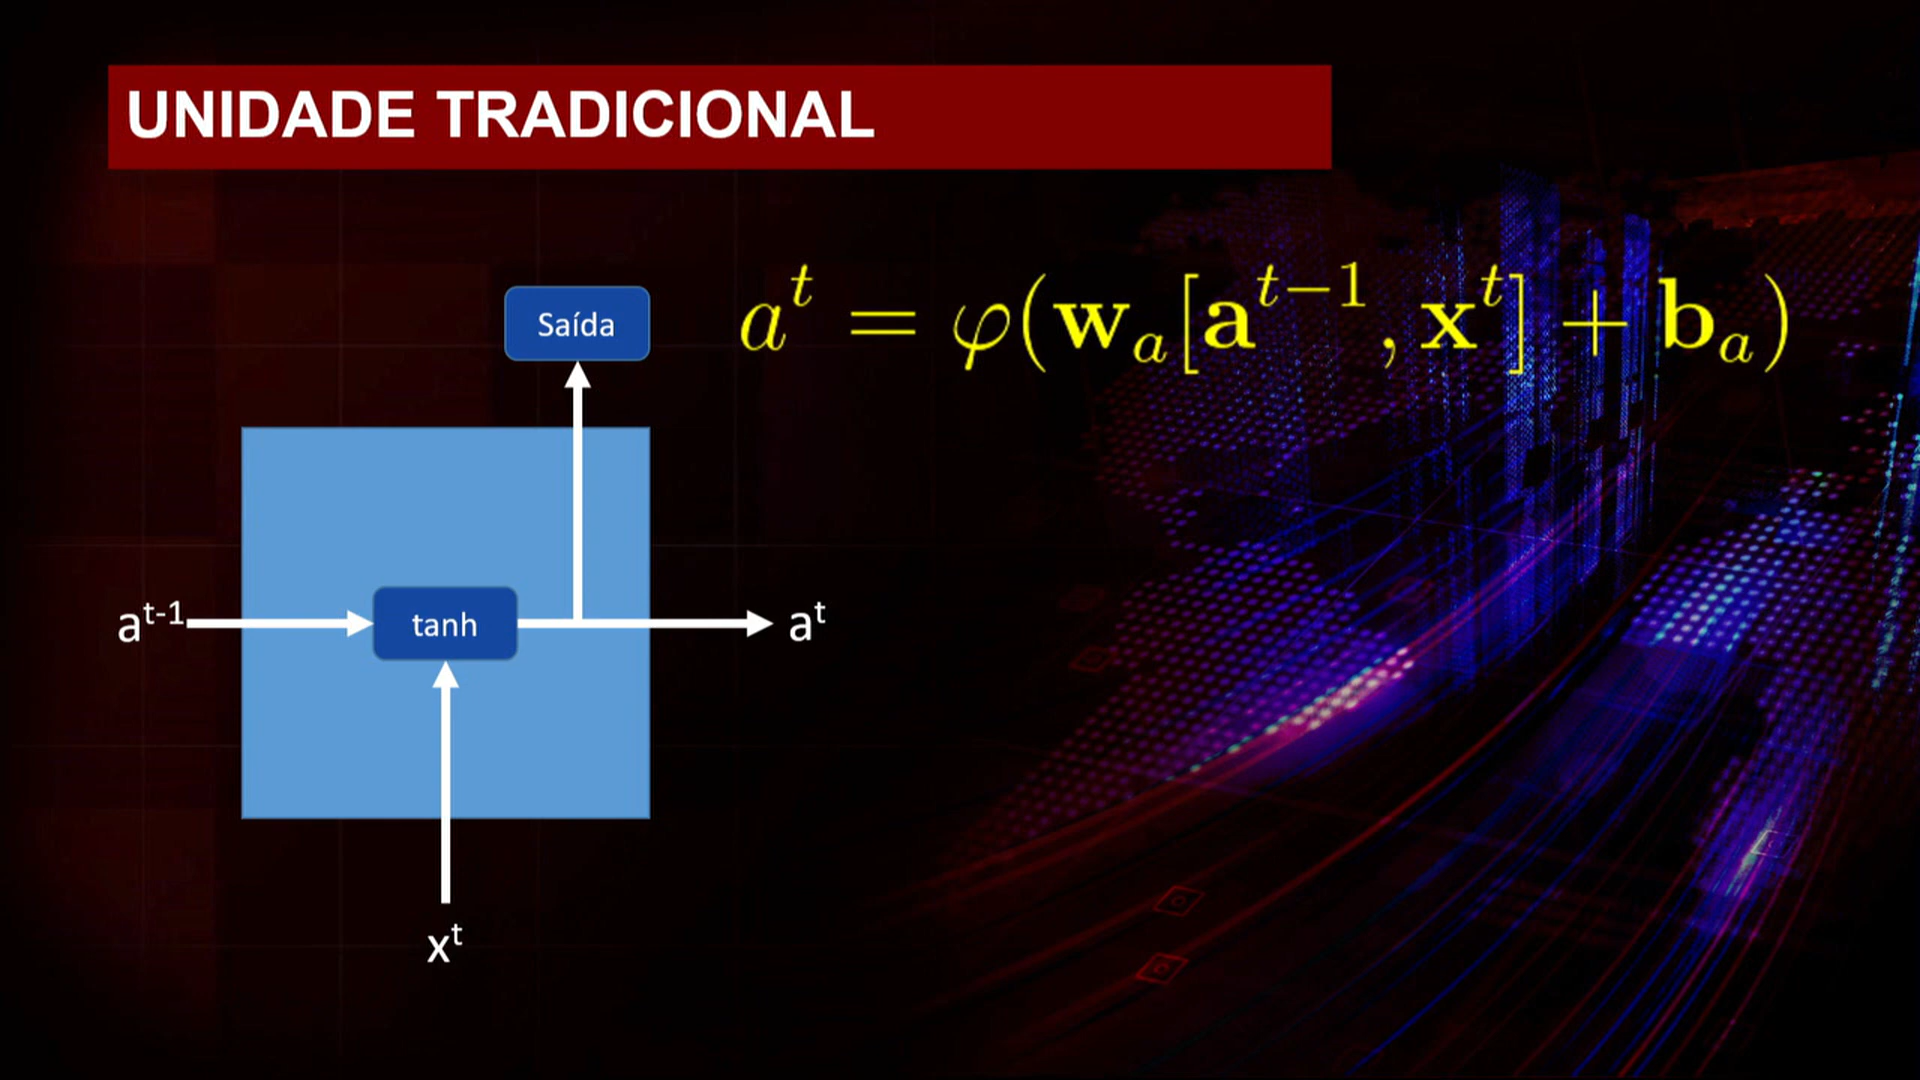 UNIDADE TRADICIONAL
Saída
a^t = φ(w_a[a^{t-1}, x^t] + b_a)
a^{t-1}
tanh
a^t
x^t